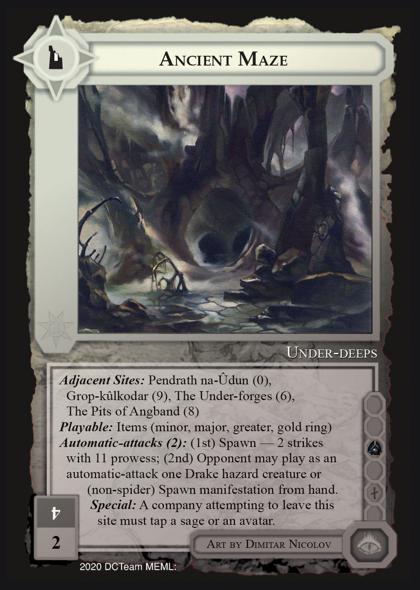 Ancient Maze
Under-deeps
Adjacent Sites: Pendrath na-Ûdun (0),
Grop-kûlkodar (9), The Under-forges (6),
The Pits of Angband (8)
Playable: Items (minor, major, greater, gold ring)
Automatic-attacks (2): (1st) Spawn — 2 strikes
with 11 prowess; (2nd) Opponent may play as an
automatic-attack one Drake hazard creature or
(non-spider) Spawn manifestation from hand.
Special: A company attempting to leave this
site must tap a sage or an avatar.
4
2
Art by Dimitar Nicolov
2020 DCTeam MEML: